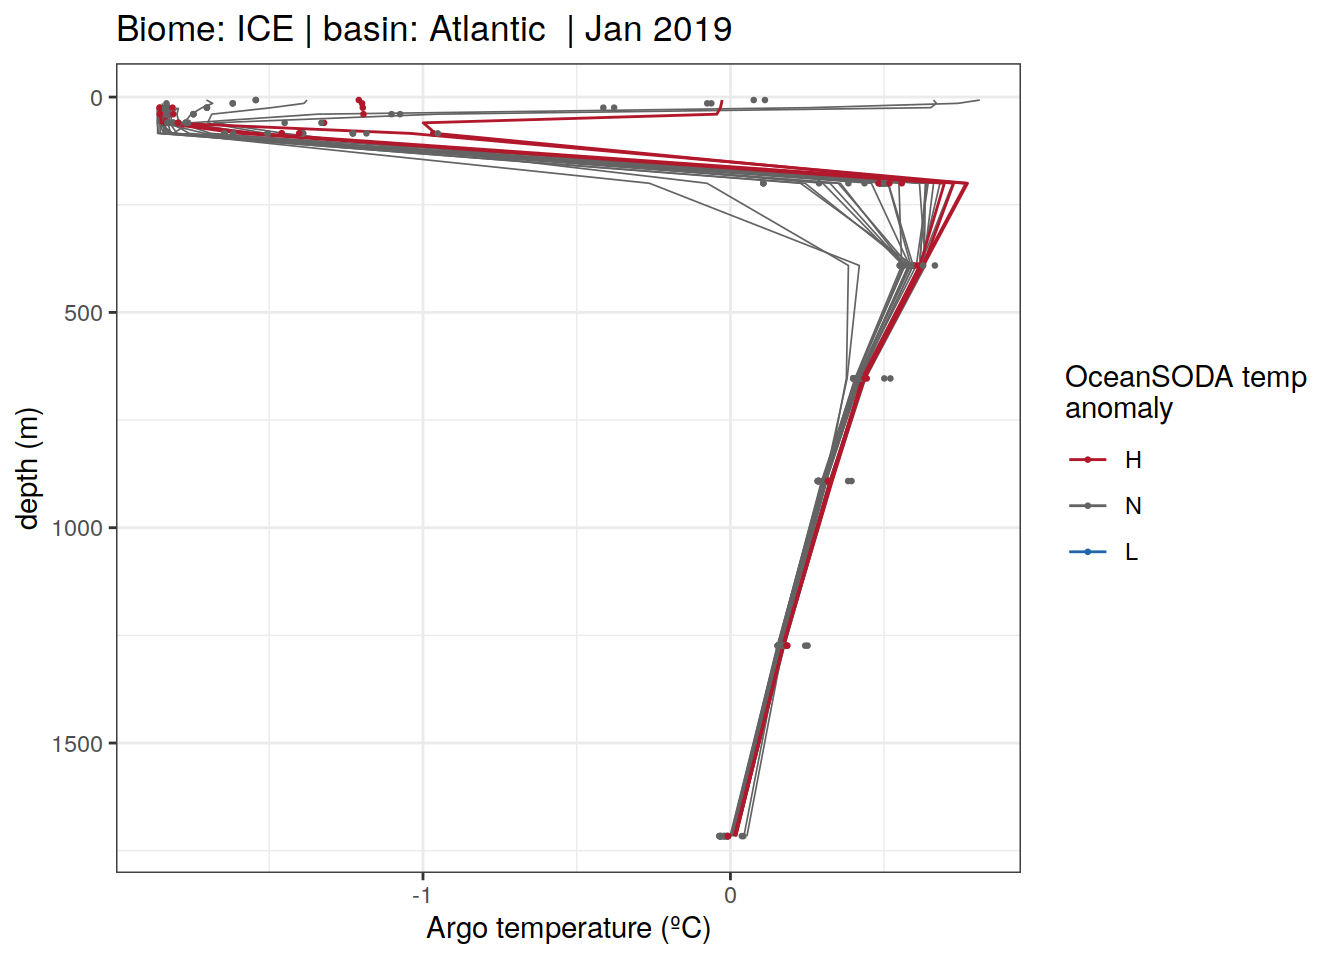 Biome: ICE | basin: Atlantic  | Jan 2019
0
500
1000
1500
depth (m)
-1
0
Argo temperature (ºC)
OceanSODA temp
anomaly
H
N
L